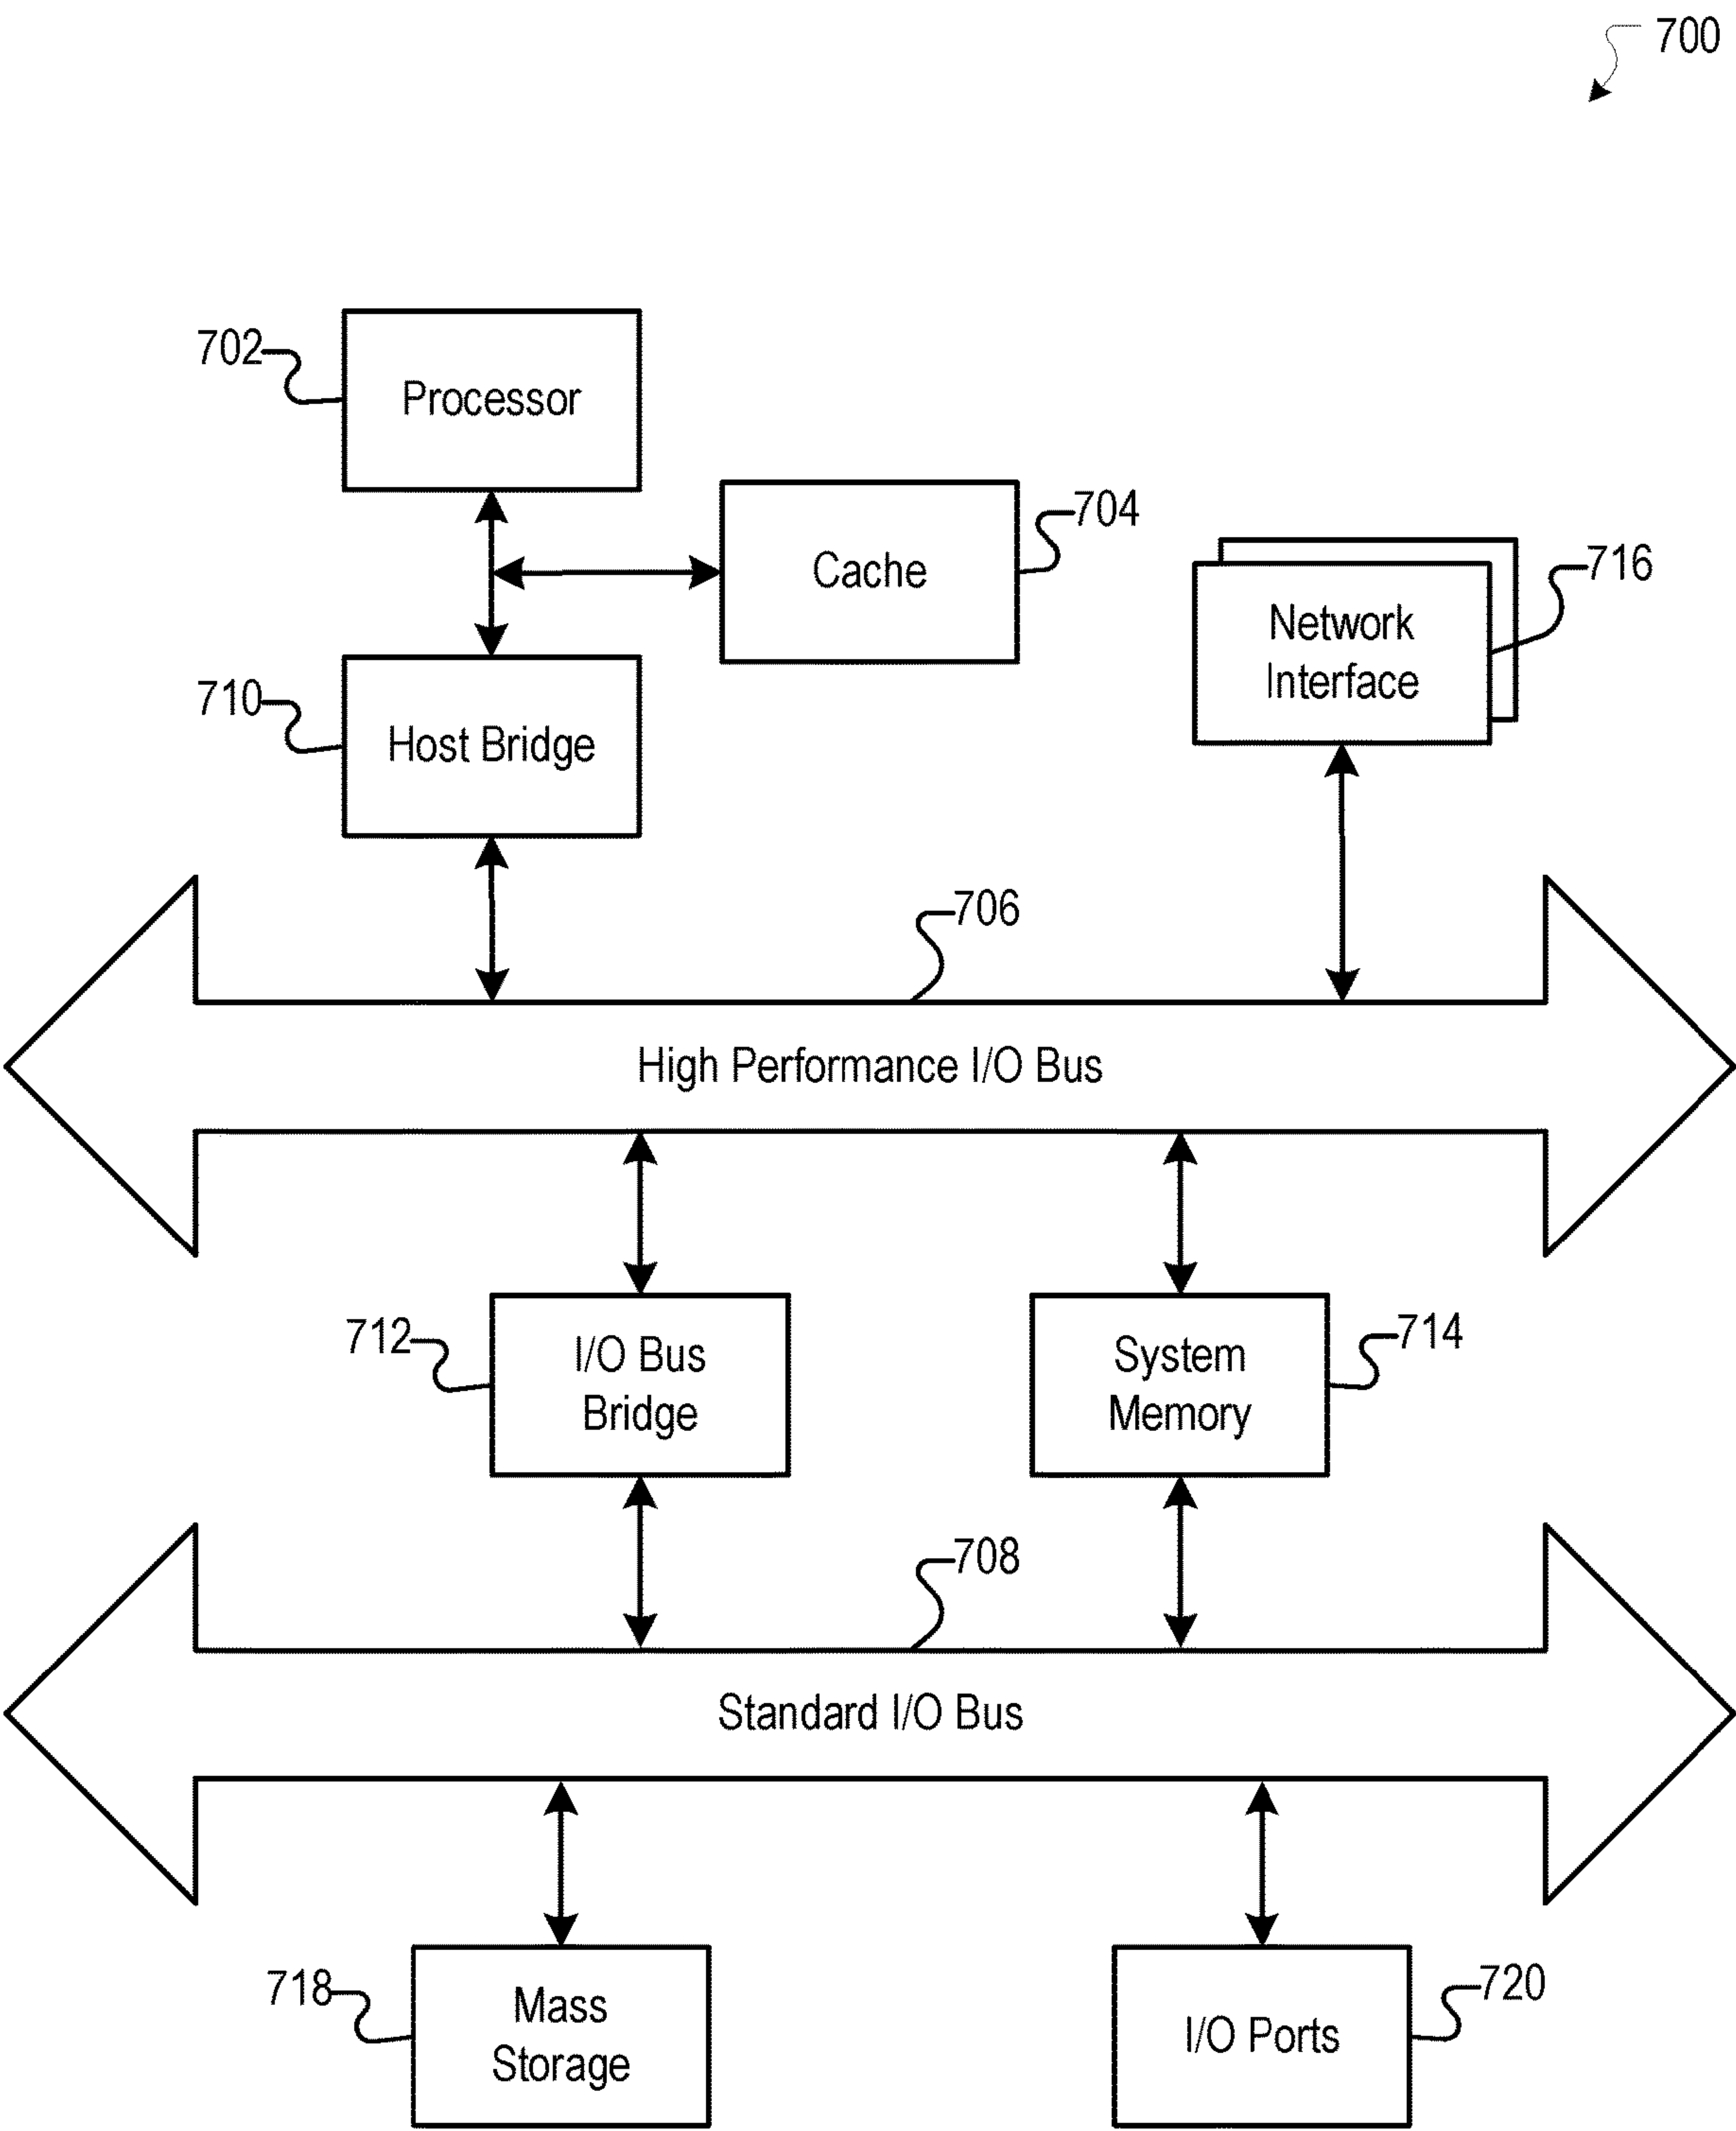 700
702
Processor
704
Cache
716
Network
Interface
710
Host Bridge
706
High Performance I/O Bus
712
I/O Bus
Bridge
714
System
Memory
708
Standard I/O Bus
718
Mass
Storage
720
I/O Ports